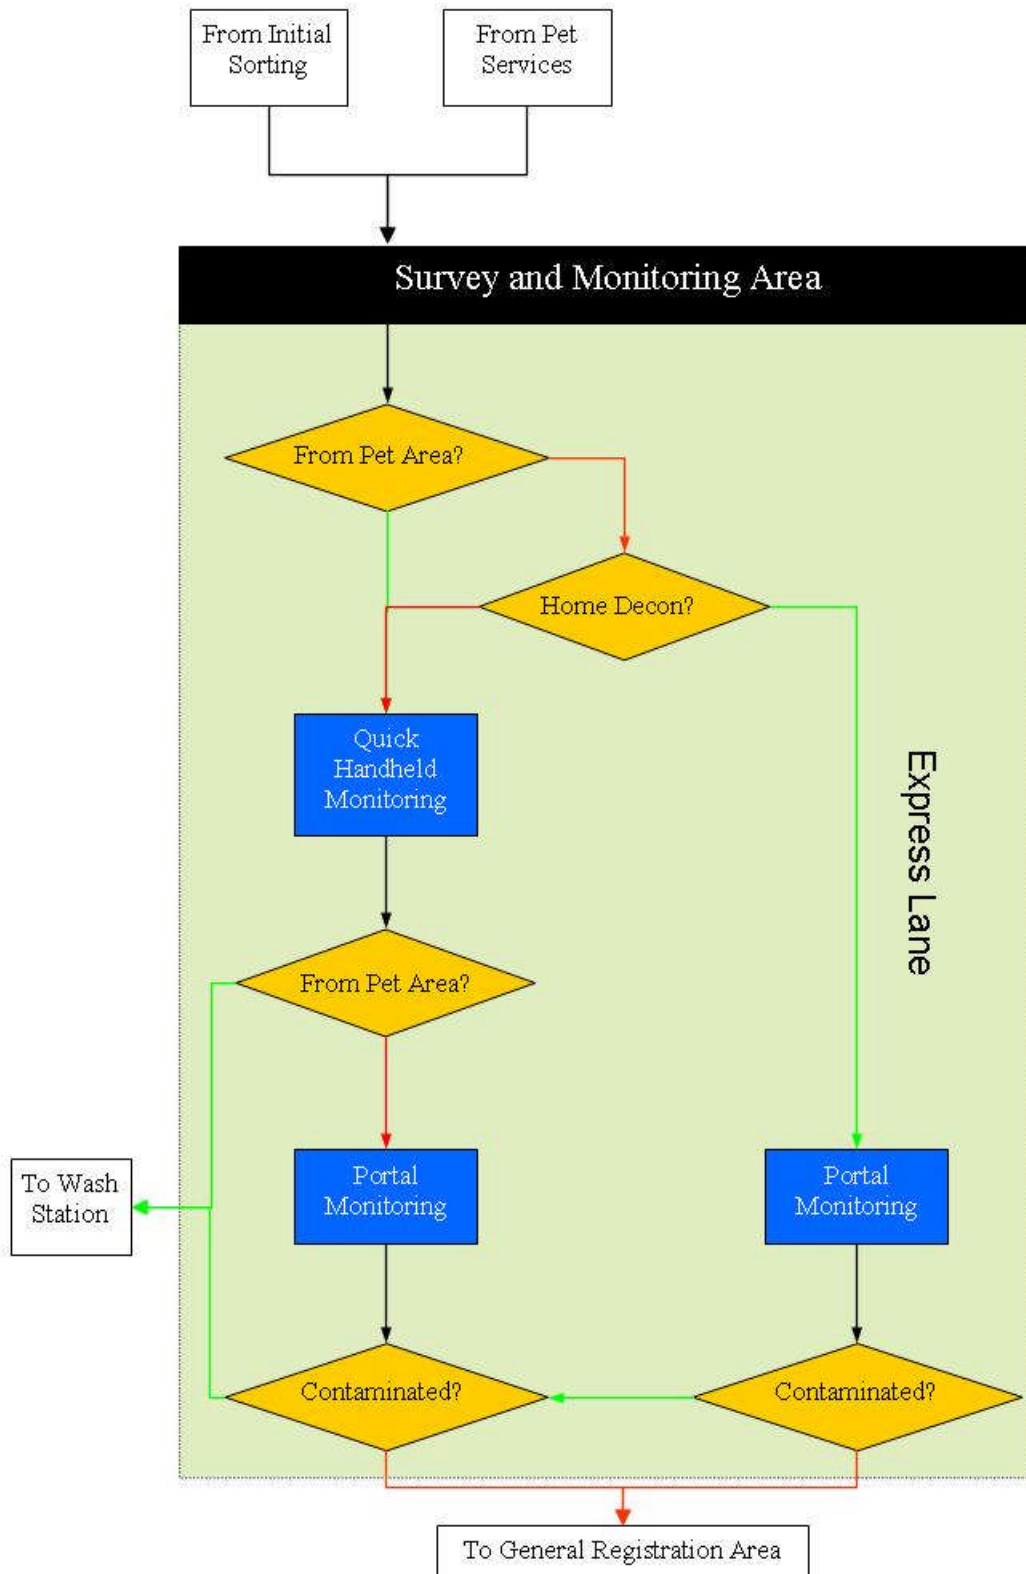 From Initial
Sorting
From Pet
Services
Survey and Monitoring Area
From Pet Area?
Home Decon?
Quick
Handheld
Monitoring
Express Lane
From Pet Area?
To Wash
Station
Portal
Monitoring
Portal
Monitoring
Contaminated?
Contaminated?
To General Registration Area